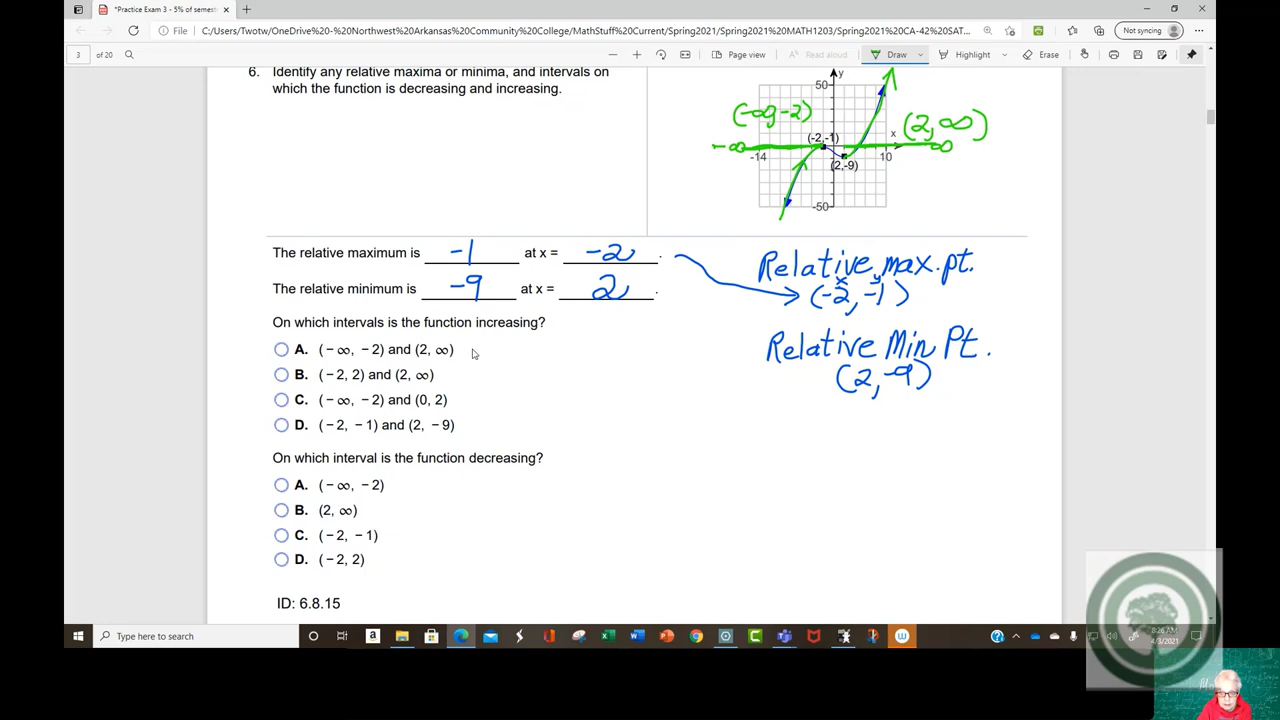 *Practice Exam 3 - 5% of semest
File
C:/Users/Twotw/OneDrive%20-%20Northwest%20Arkansas%20Community%20College/MathStuff%20Current/Spring2021/Spring2021%20MATH1203/Spring2021%20CA-42%20SAT...
Not syncing
3 of 20
Page view
Read aloud
Draw
Highlight
Erase
6. Identify any relative maxima or minima, and intervals on
which the function is decreasing and increasing.
y
50
(-∞,-2)
(2,∞)
(-2,-1)
x
-∞
∞
-14
10
(2,-9)
-50
The relative maximum is -1 at x = -2.
The relative minimum is -9 at x = 2.
Relative max. pt.
x y
(-2, -1)
Relative Min Pt.
(2, -9)
On which intervals is the function increasing?
A. (-∞, -2) and (2, ∞)
B. (-2, 2) and (2, ∞)
C. (-∞, -2) and (0, 2)
D. (-2, -1) and (2, -9)
On which interval is the function decreasing?
A. (-∞, -2)
B. (2, ∞)
C. (-2, -1)
D. (-2, 2)
ID: 6.8.15
Type here to search
8:26 AM
4/3/2021